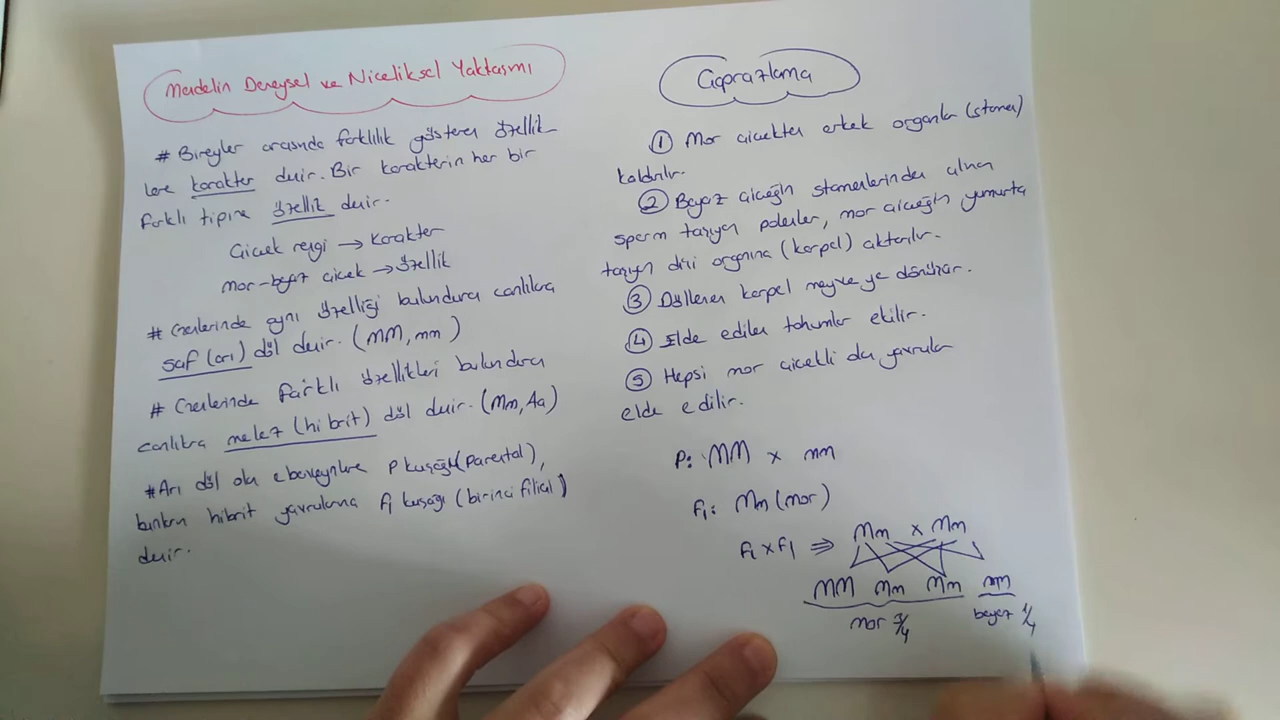 Mendelin Deneysel ve Niceliksel Yaklaşımı
# Bireyler arasında farklılık gösteren özellik
lere karakter denir. Bir karakterin her bir
farklı tipine özellik denir.
Çiçek rengi → Karakter
mor-beyaz çiçek → özellik
# Genlerinde aynı özelliği bulunduran canlılara
saf (arı) döl denir. (MM, mm)
# Genlerinde farklı özellikleri bulunduran
canlılara melez (hibrit) döl denir. (Mm, Aa)
# Arı döl olan ebeveynlere P kuşağı (Parental),
bunların hibrit yavrularına F1 kuşağı (birinci filial)
denir.
Çaprazlama
① Mor çiçekten erkek organlar (stamen)
kaldırılır.
② Beyaz çiçeğin stamenlerinden alınan
sperm taşıyan polenler, mor çiçeğin yumurta
taşıyan dişi organına (karpel) aktarılır.
③ Döllenen karpel meyveye dönüşür.
④ Elde edilen tohumlar ekilir.
⑤ Hepsi mor çiçekli olan yavrular
elde edilir.
P: MM x mm
F1: Mm (mor)
F1 x F1 ⇒ Mm x Mm
MM Mm Mm mm
mor 3/4 beyaz 1/4